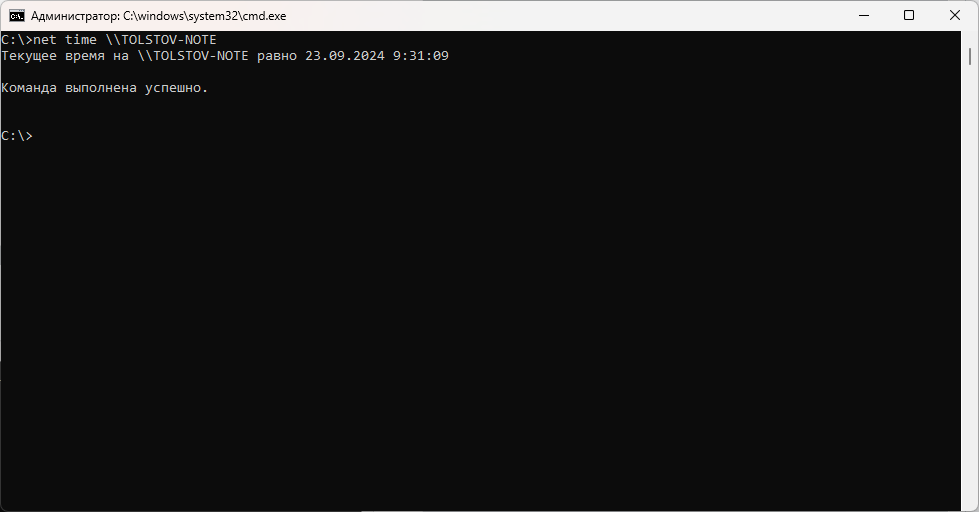 Администратор: C:\windows\system32\cmd.exe
C:\>net time \\TOLSTOV-NOTE
Текущее время на \\TOLSTOV-NOTE равно 23.09.2024 9:31:09
Команда выполнена успешно.
C:\>